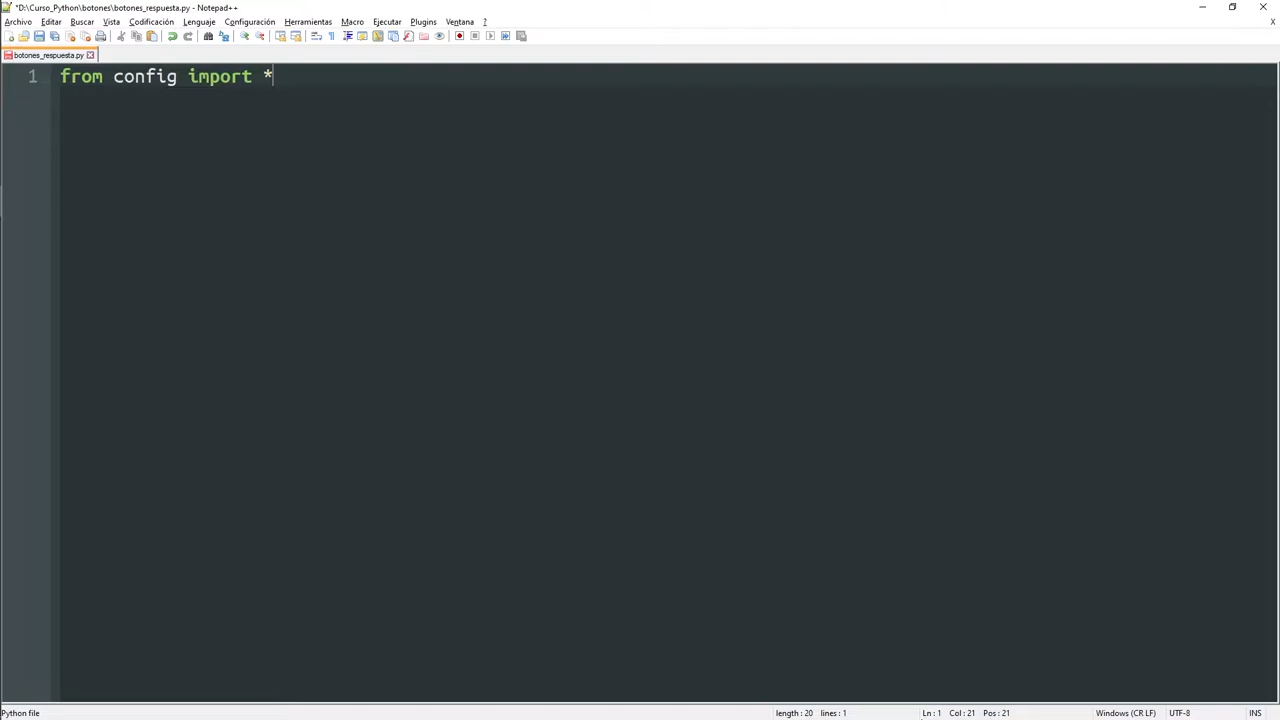 *D:\Curso_Python\botones\botones_respuesta.py - Notepad++
Archivo Editar Buscar Vista Codificación Lenguaje Configuración Herramientas Macro Ejecutar Plugins Ventana ?
X
botones_respuesta.py
1 from config import *
Python file length : 20 lines : 1 Ln : 1 Col : 21 Pos : 21 Windows (CR LF) UTF-8 INS